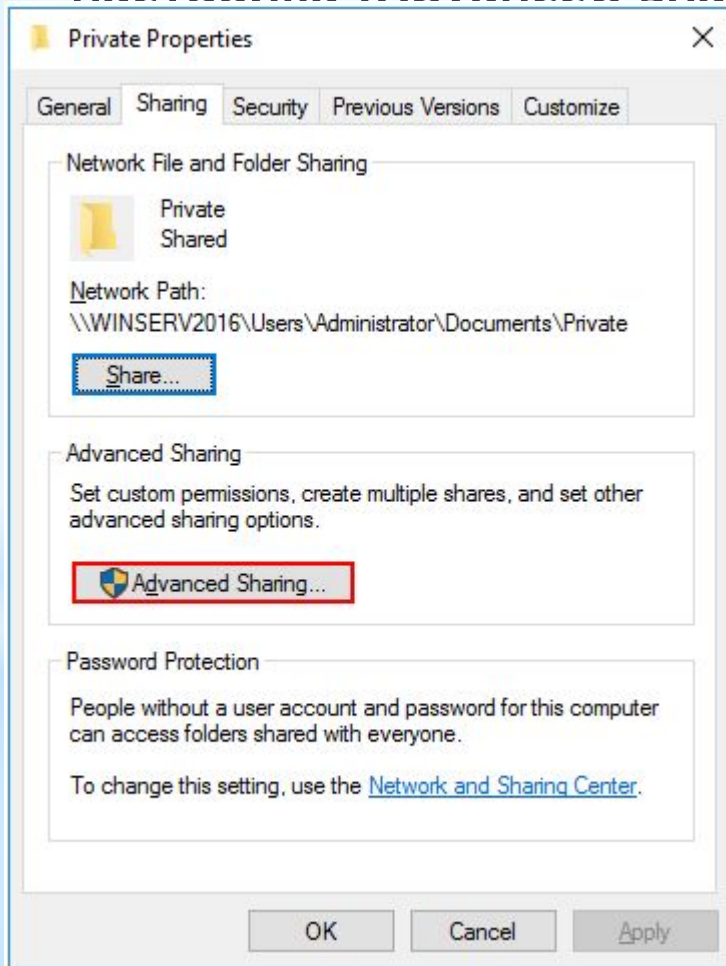 Private Properties
General Sharing Security Previous Versions Customize
Network File and Folder Sharing
Private
Shared
Network Path:
\\WINSERV2016\Users\Administrator\Documents\Private
Share...
Advanced Sharing
Set custom permissions, create multiple shares, and set other
advanced sharing options.
Advanced Sharing...
Password Protection
People without a user account and password for this computer
can access folders shared with everyone.
To change this setting, use the Network and Sharing Center.
OK Cancel Apply